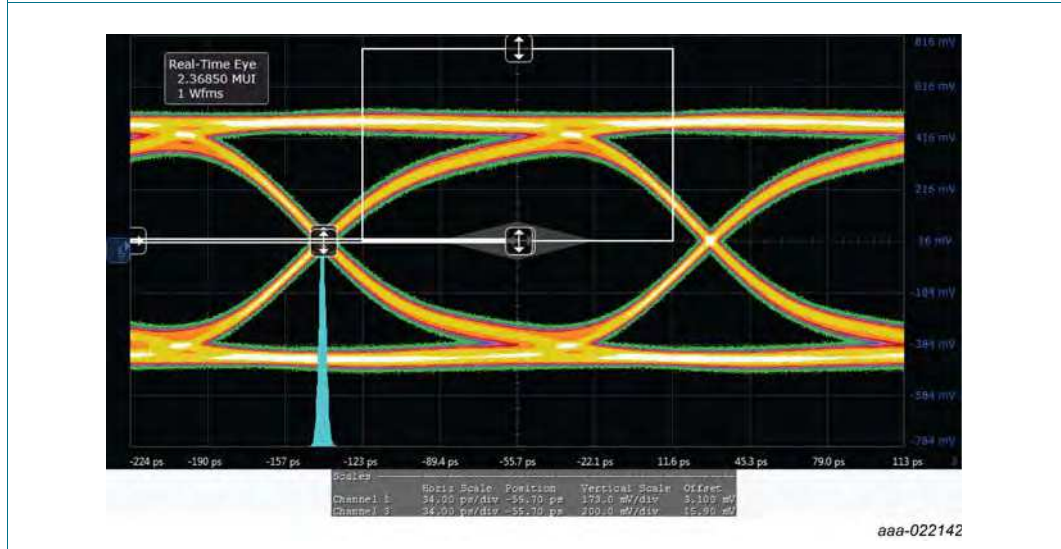 Real-Time Eye
2.36850 MUI
1 Wfms
816 mV
616 mV
416 mV
216 mV
16 mV
-184 mV
-384 mV
-584 mV
-784 mV
-224 ps -190 ps -157 ps -123 ps -89.4 ps -55.7 ps -22.1 ps 11.6 ps 45.3 ps 79.0 ps 113 ps
Scales
Horiz Scale Position Vertical Scale Offset
Channel 1 34.00 ps/div -55.70 ps 173.0 mV/div 3.100 mV
Channel 3 34.00 ps/div -55.70 ps 200.0 mV/div 15.90 mV
aaa-022142